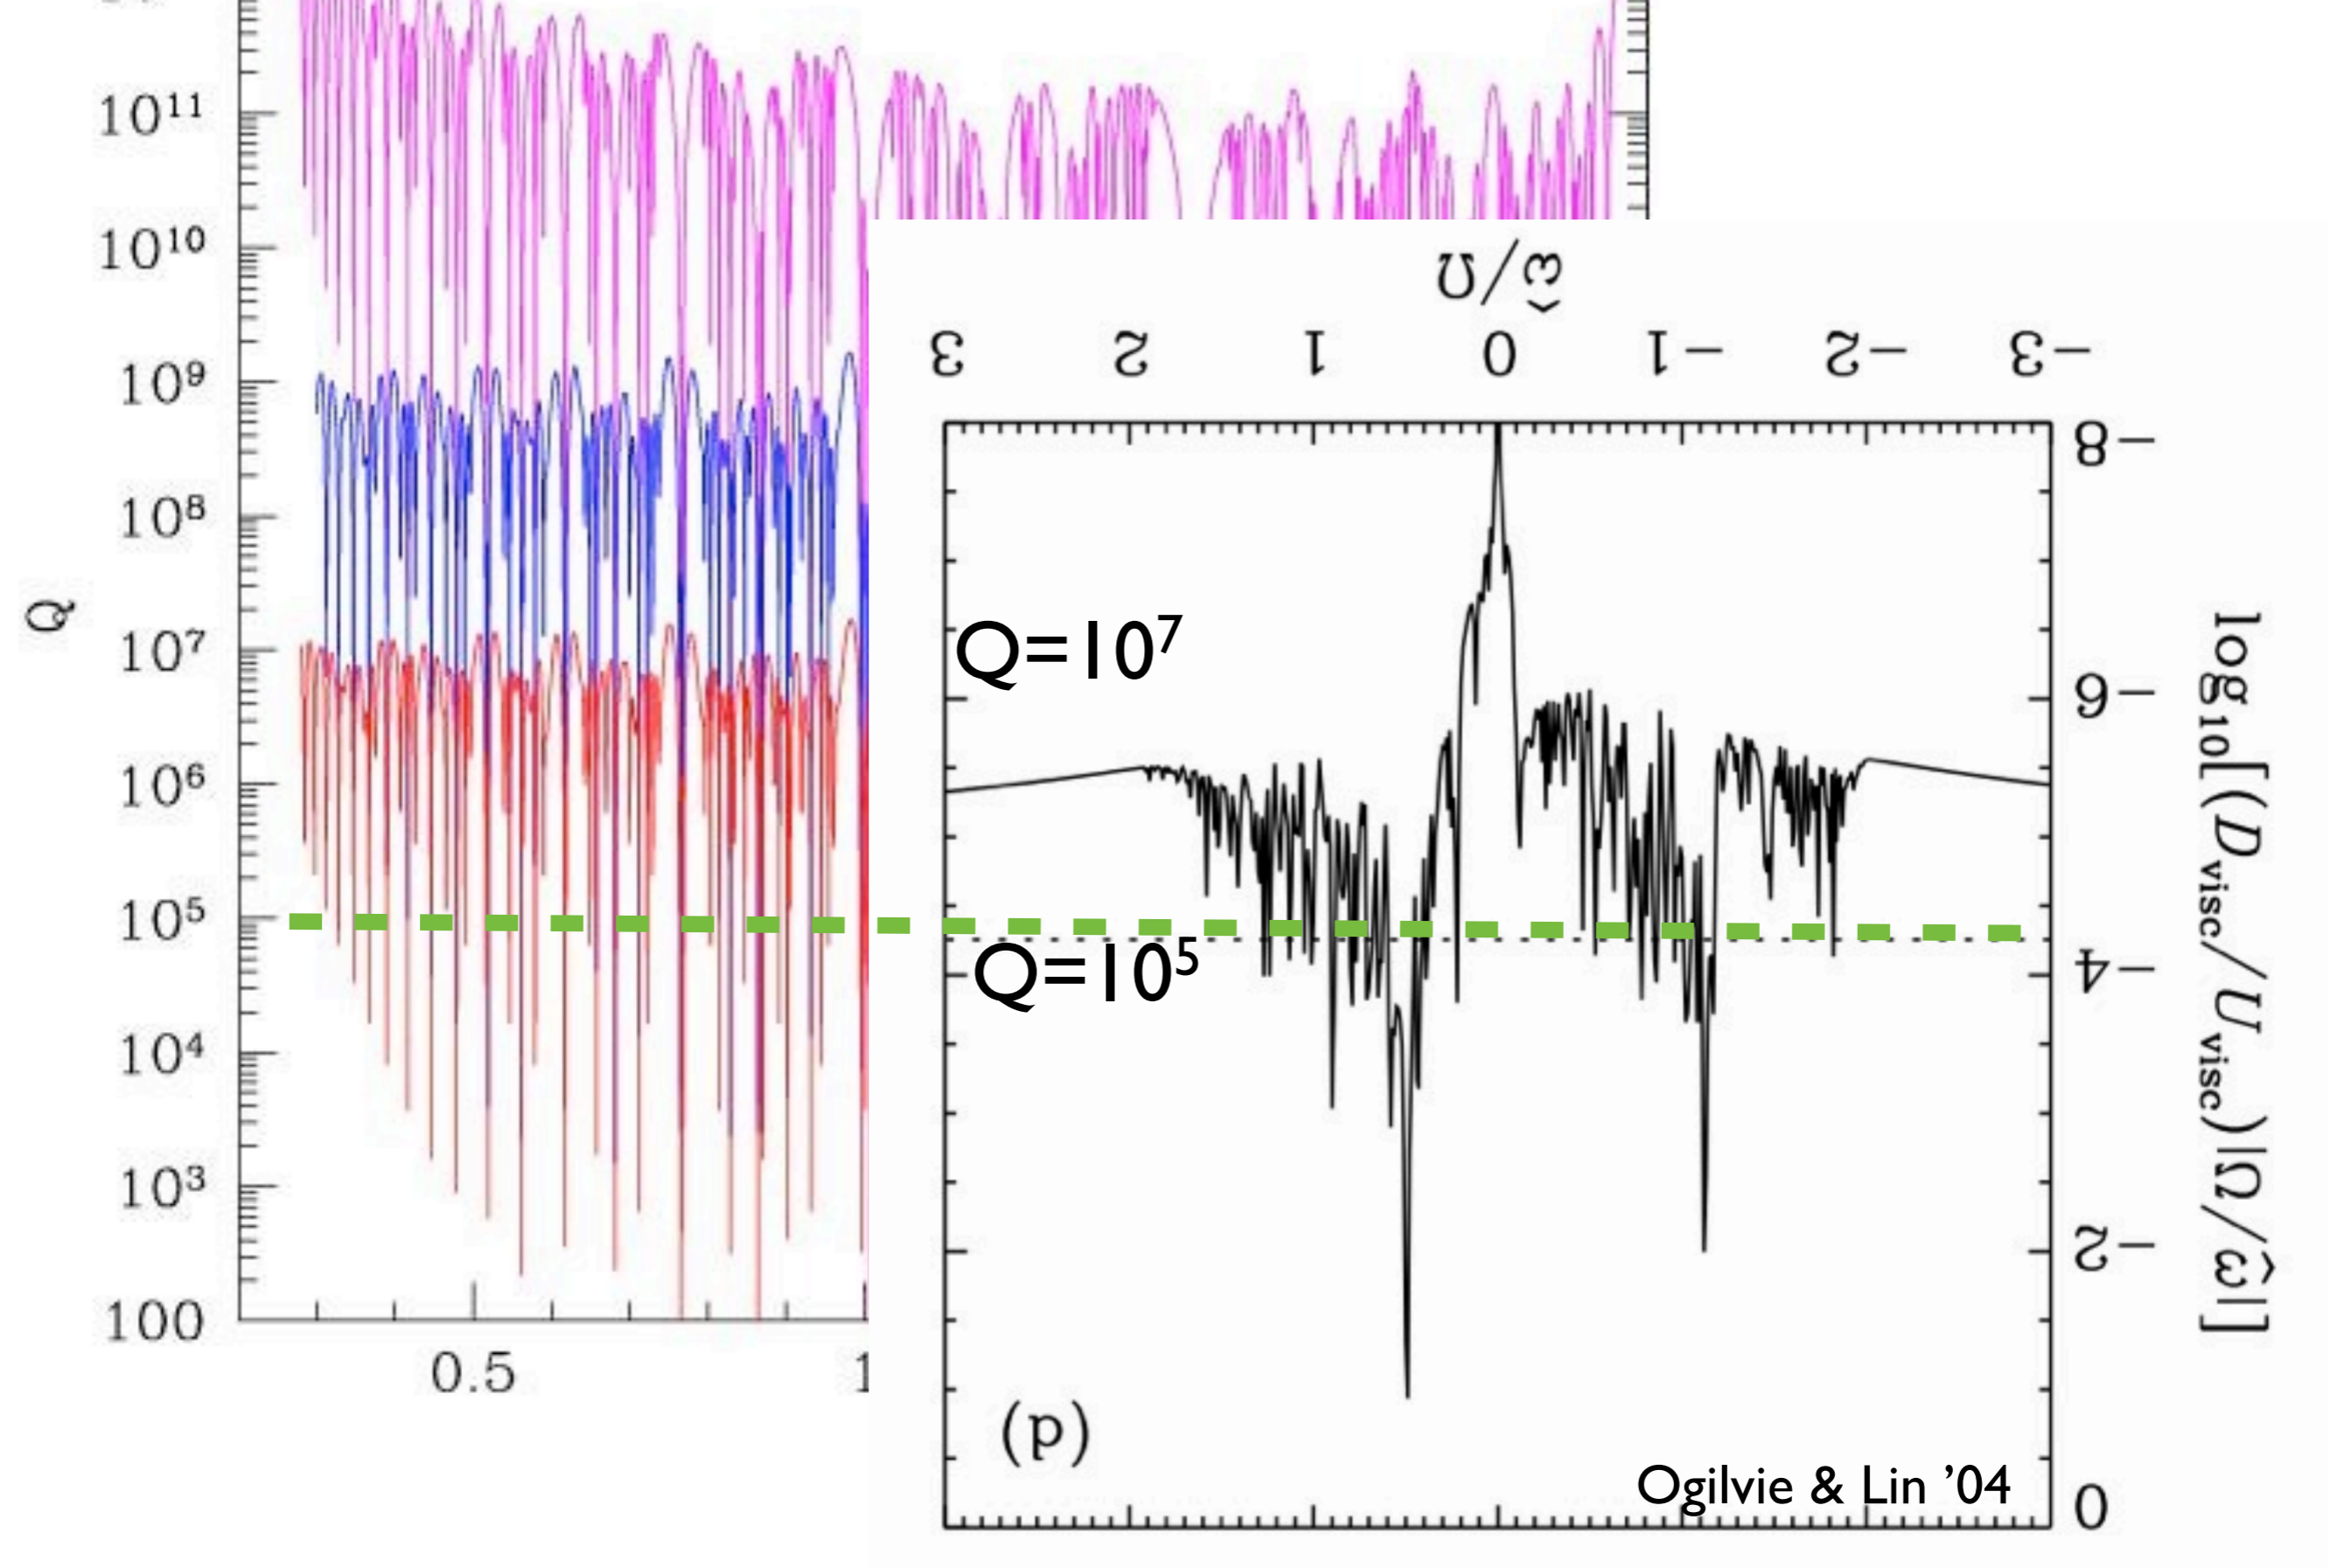 10¹¹
10¹⁰
10⁹
10⁸
10⁷
10⁶
10⁵
10⁴
10³
100
Q
0.5
1
Ω/ω̂
3 2 1 0 −1 −2 −3
−8
−6
−4
−2
0
log₁₀[(D_visc/U_visc)|Ω/ω̂|]
Q=10⁷
Q=10⁵
(p)
Ogilvie & Lin ’04